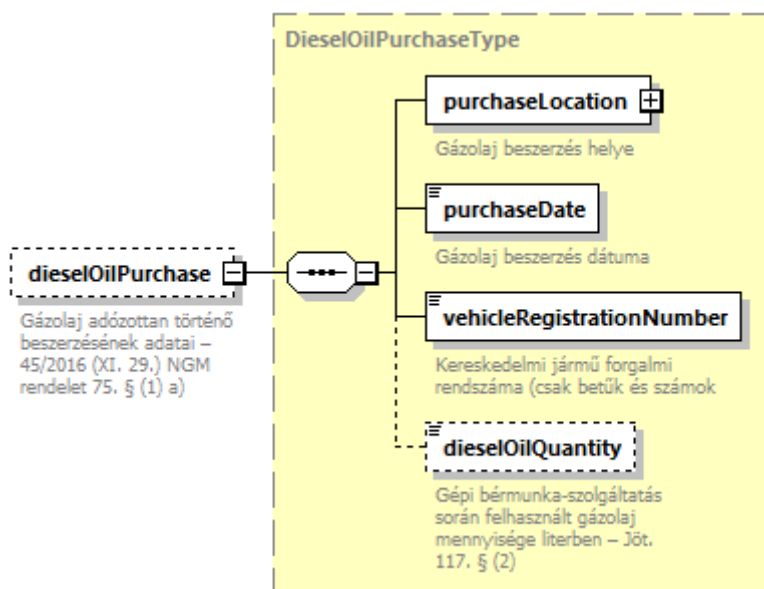 DieselOilPurchaseType
purchaseLocation
Gázolaj beszerzés helye
purchaseDate
Gázolaj beszerzés dátuma
dieselOilPurchase
Gázolaj adózottan történő
beszerzésének adatai –
45/2016 (XI. 29.) NGM
rendelet 75. § (1) a)
vehicleRegistrationNumber
Kereskedelmi jármű forgalmi
rendszáma (csak betűk és számok
dieselOilQuantity
Gépi bérmunka-szolgáltatás
során felhasznált gázolaj
mennyisége literben – Jöt.
117. § (2)